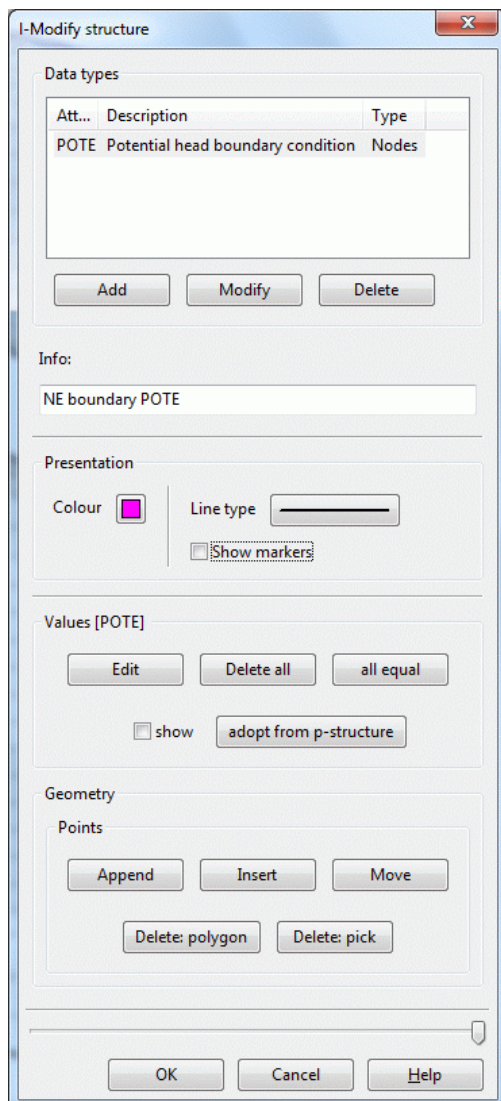 I-Modify structure
Data types
Att... Description Type
POTE Potential head boundary condition Nodes
Add Modify Delete
Info:
NE boundary POTE
Presentation
Colour Line type
Show markers
Values [POTE]
Edit Delete all all equal
show adopt from p-structure
Geometry
Points
Append Insert Move
Delete: polygon Delete: pick
OK Cancel Help